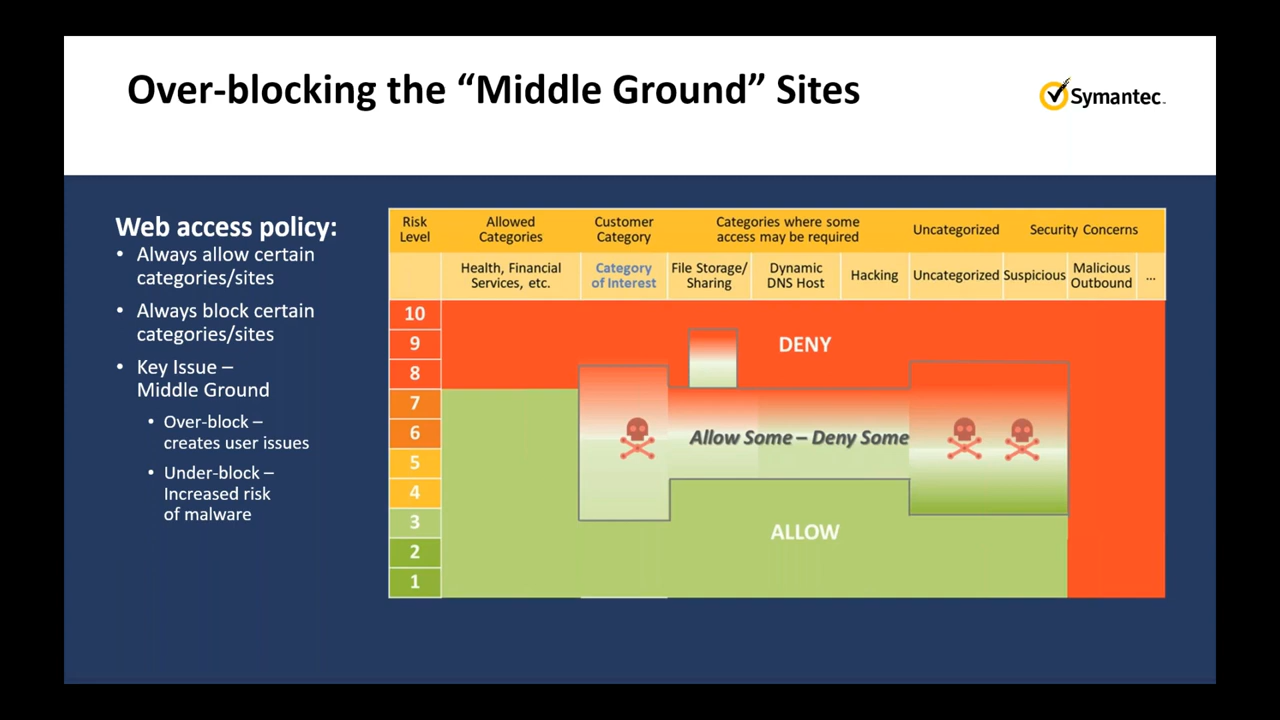 Over-blocking the “Middle Ground” Sites
Symantec™
Web access policy:
• Always allow certain
categories/sites
• Always block certain
categories/sites
• Key Issue –
Middle Ground
• Over-block –
creates user issues
• Under-block –
Increased risk
of malware
Risk
Level
Allowed
Categories
Customer
Category
Categories where some
access may be required
Uncategorized
Security Concerns
Health, Financial
Services, etc.
Category
of Interest
File Storage/
Sharing
Dynamic
DNS Host
Hacking
Uncategorized
Suspicious
Malicious
Outbound
...
10
9
DENY
8
7
6
Allow Some – Deny Some
5
4
3
ALLOW
2
1